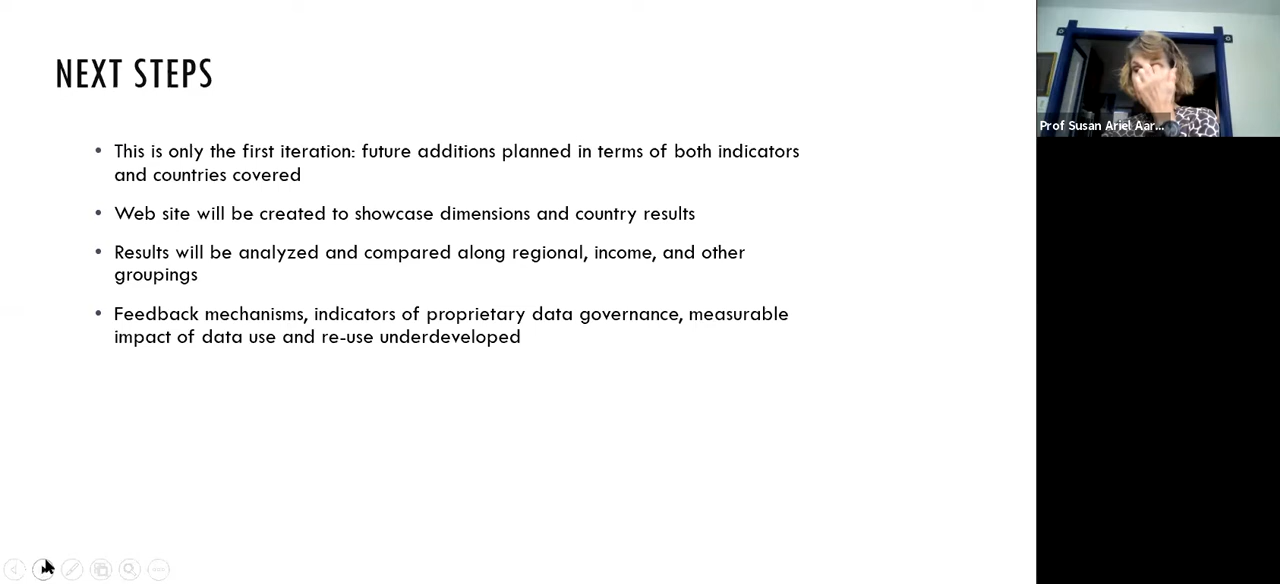 NEXT STEPS
• This is only the first iteration: future additions planned in terms of both indicators
and countries covered
• Web site will be created to showcase dimensions and country results
• Results will be analyzed and compared along regional, income, and other
groupings
• Feedback mechanisms, indicators of proprietary data governance, measurable
impact of data use and re-use underdeveloped
Prof Susan Ariel Aar...